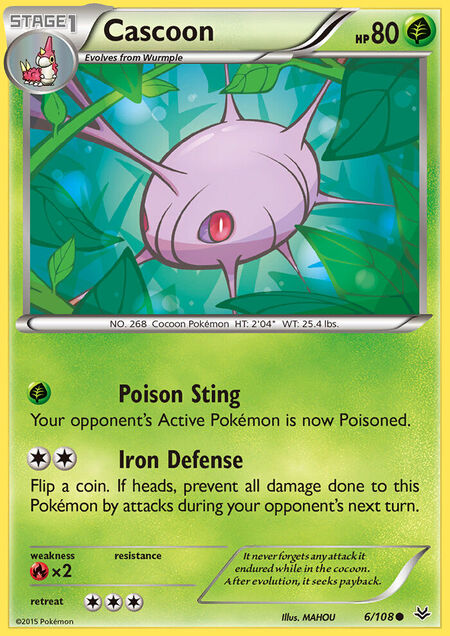 STAGE1 Cascoon HP80
Evolves from Wurmple
NO. 268 Cocoon Pokémon HT: 2'04" WT: 25.4 lbs.
Poison Sting
Your opponent's Active Pokémon is now Poisoned.
Iron Defense
Flip a coin. If heads, prevent all damage done to this
Pokémon by attacks during your opponent's next turn.
weakness resistance
×2
It never forgets any attack it
endured while in the cocoon.
After evolution, it seeks payback.
retreat
©2015 Pokémon Illus. MAHOU 6/108